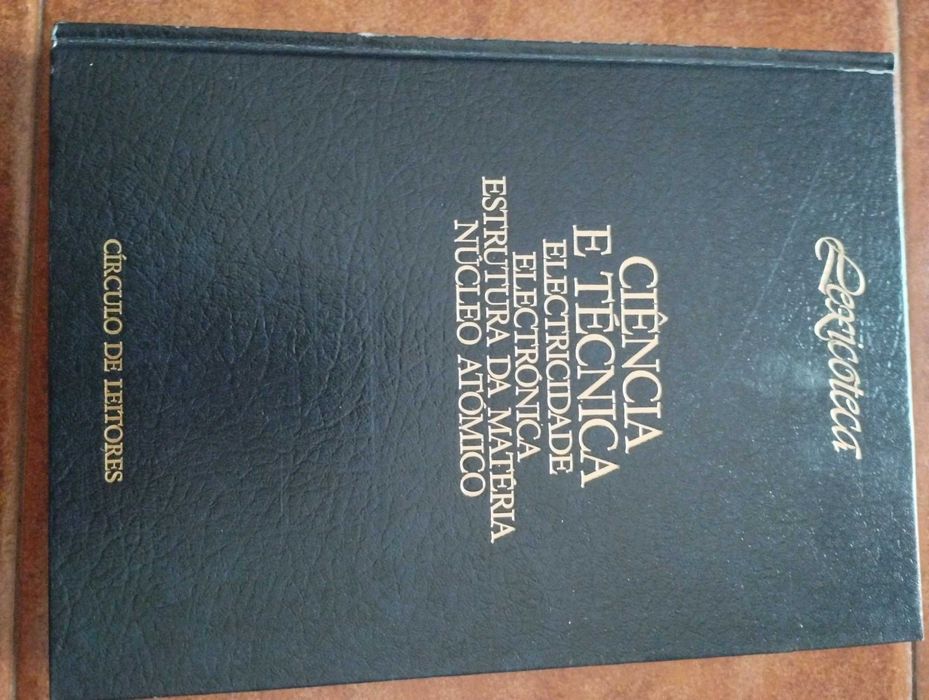 Lexicoteca
CIÊNCIA
E TÉCNICA
ELECTRICIDADE
ELECTRÓNICA
ESTRUTURA DA MATÉRIA
NÚCLEO ATÓMICO
CÍRCULO DE LEITORES